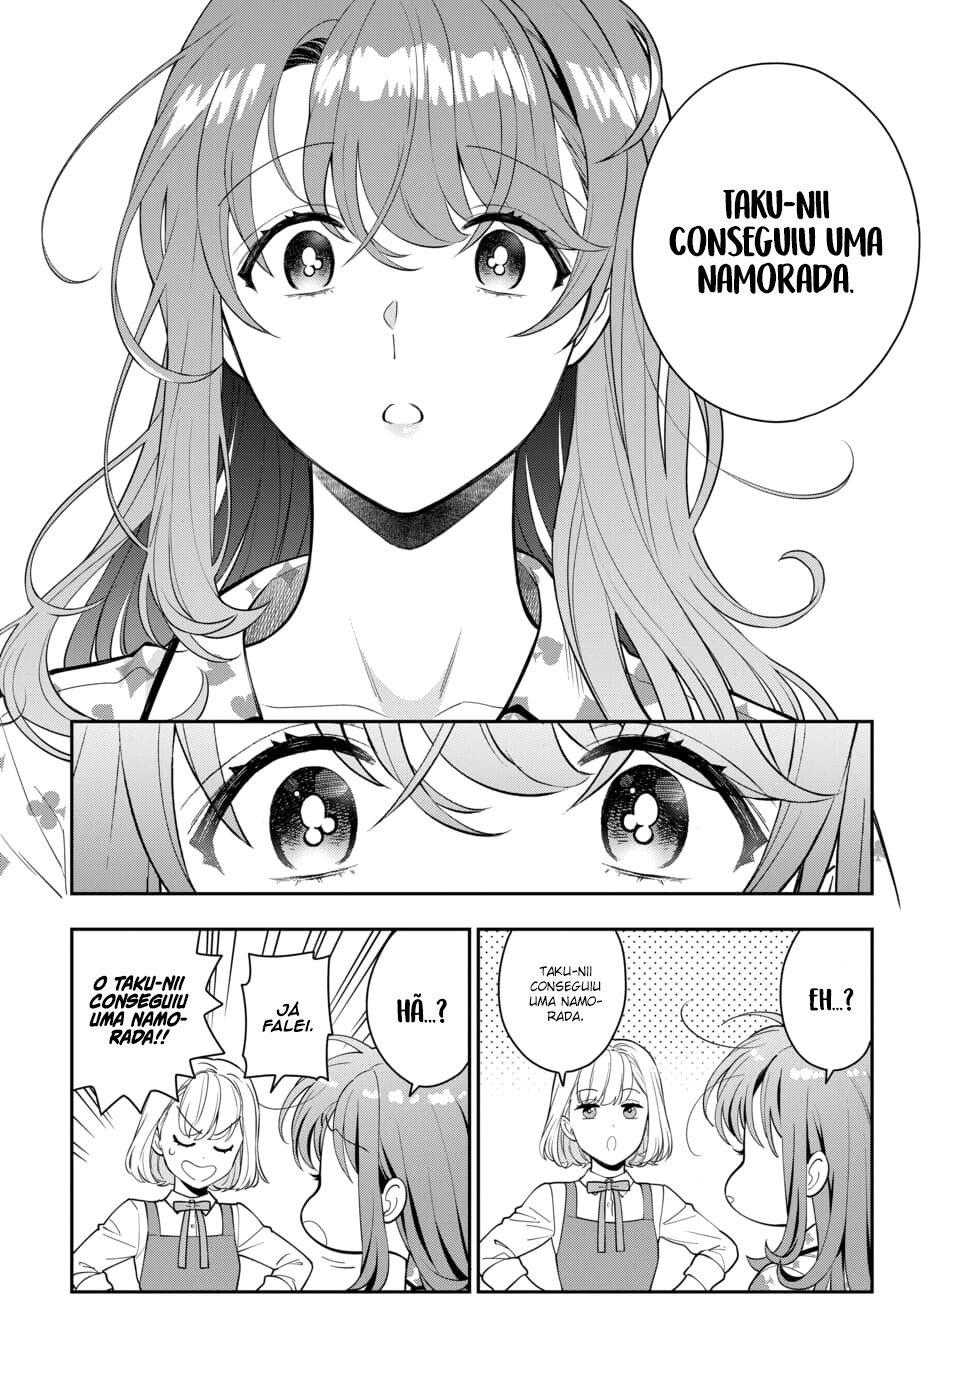 TAKU-NII
CONSEGUIU UMA
NAMORADA.
EH...?
TAKU-NII
CONSEGUIU
UMA NAMO-
RADA.
HÃ...?
JÁ
FALEI.
O TAKU-NII
CONSEGUIU
UMA NAMO-
RADA!!